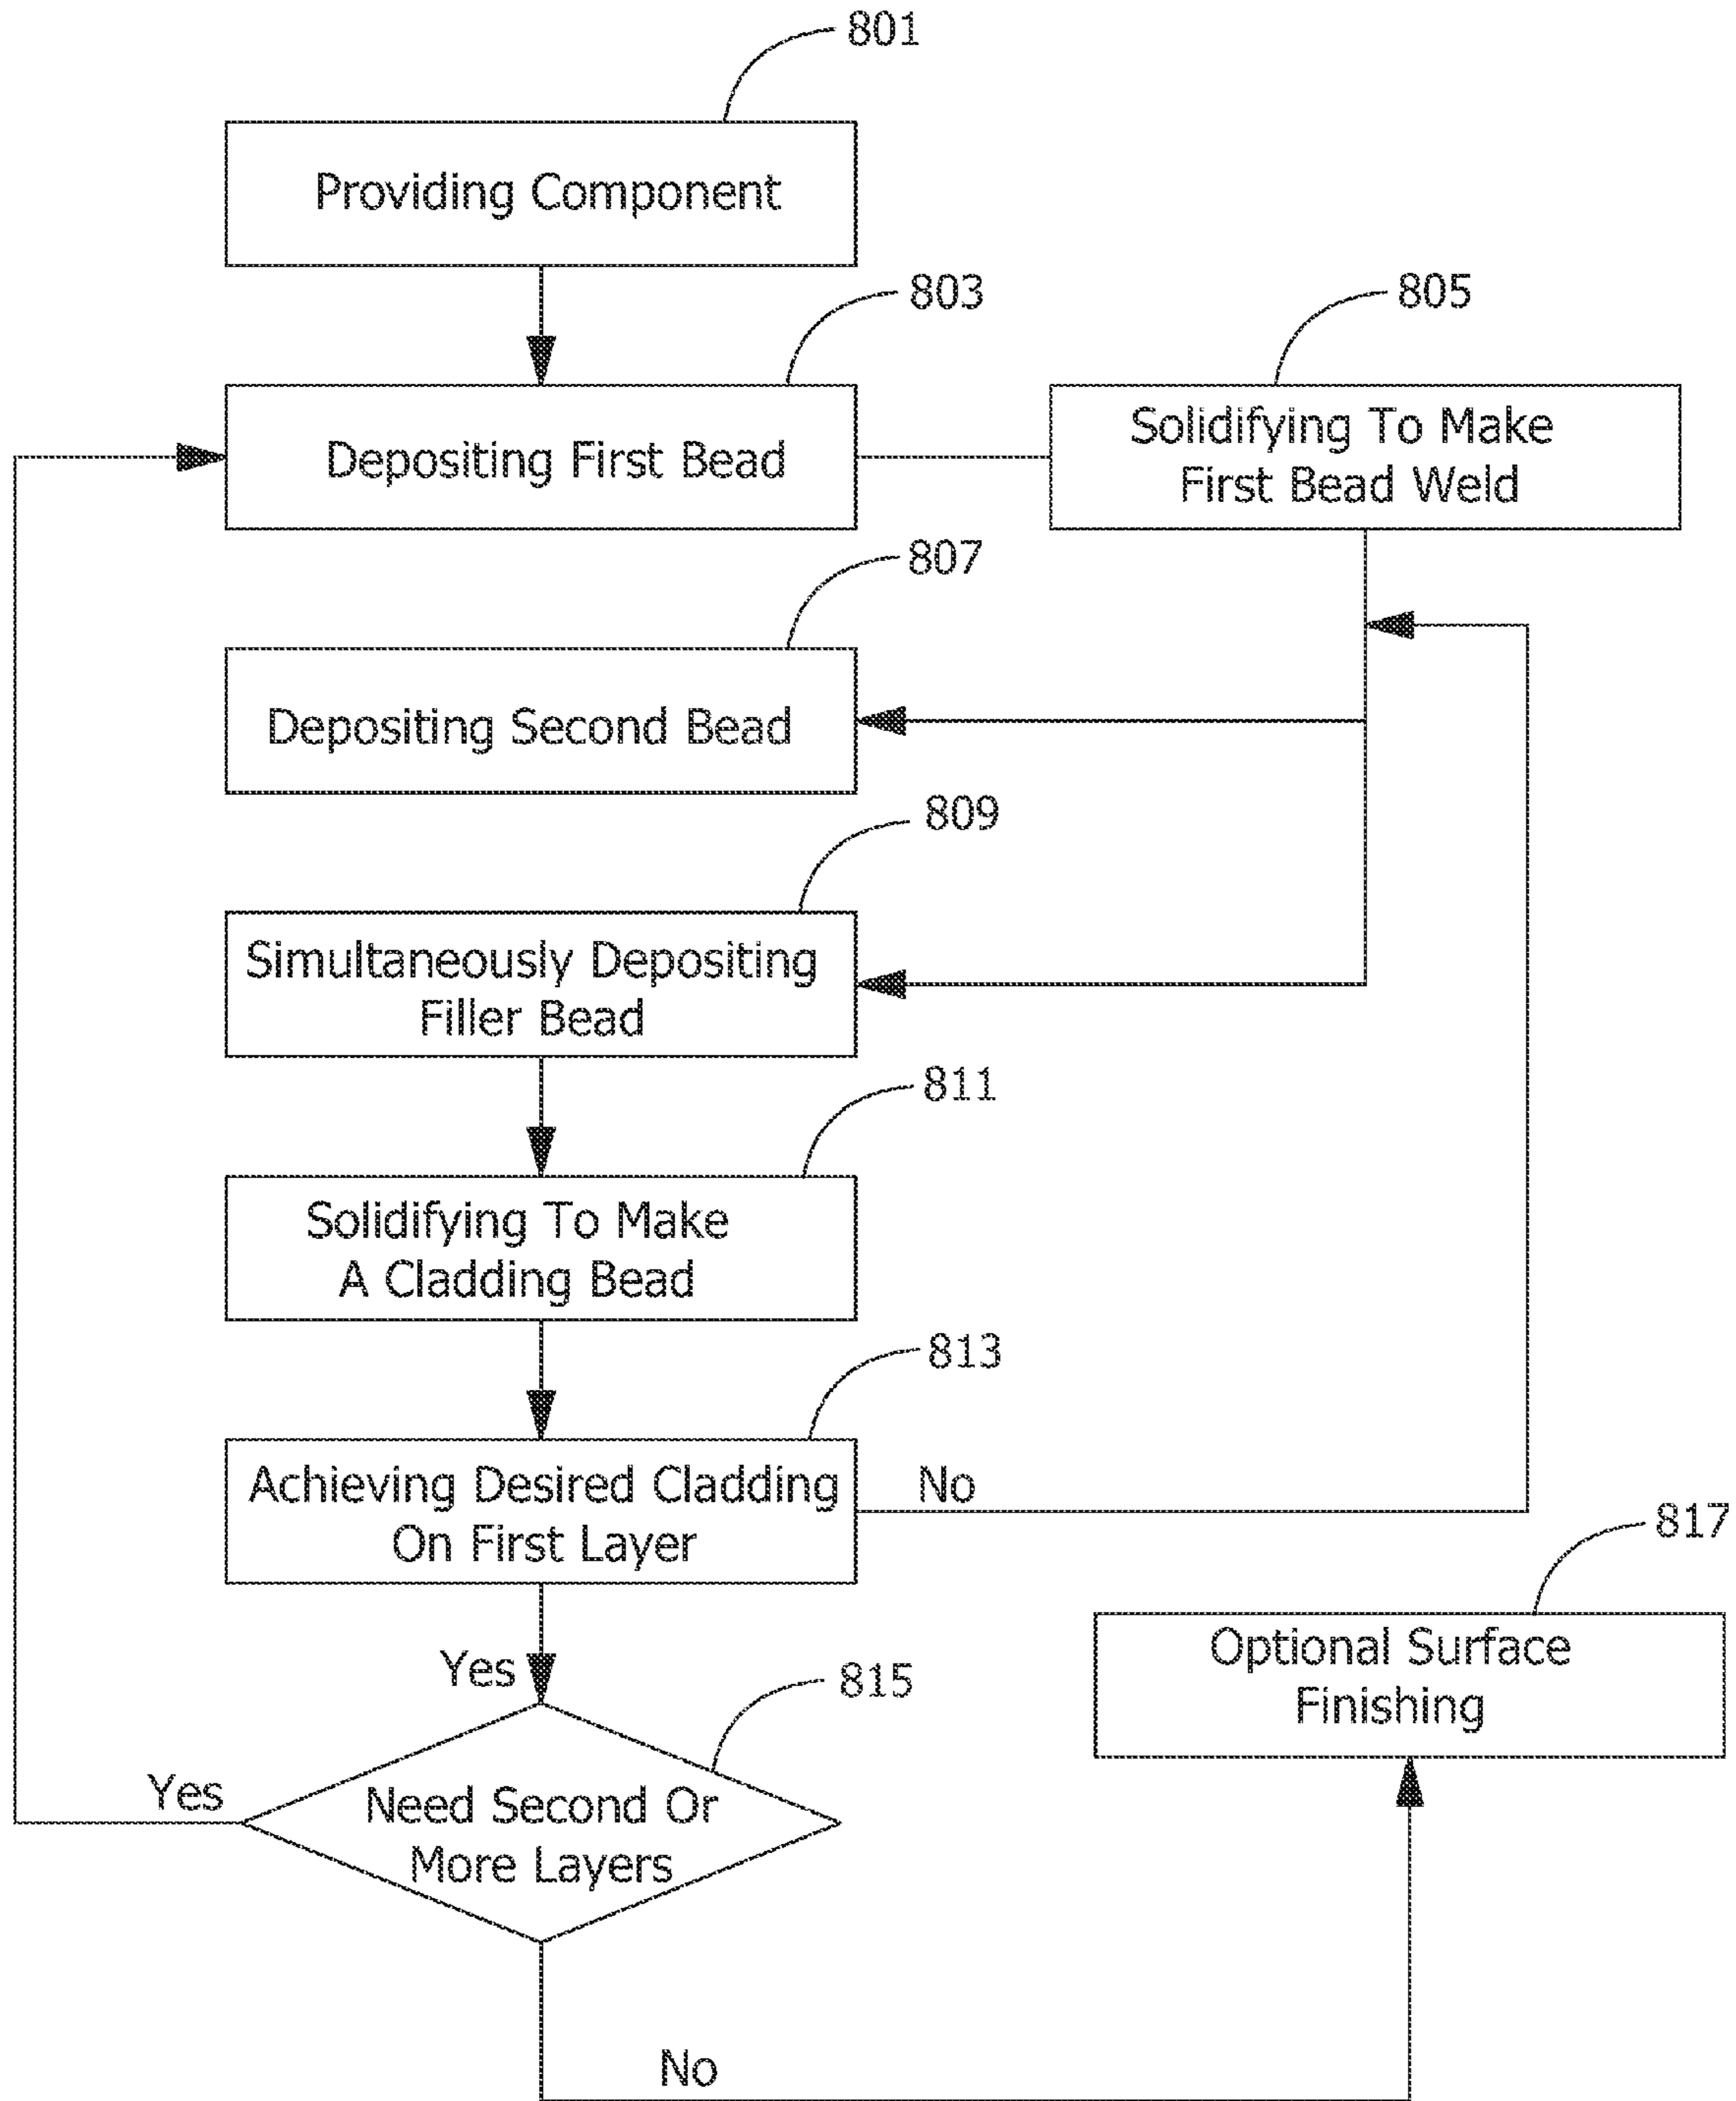 801
Providing Component
803
805
Depositing First Bead
Solidifying To Make
First Bead Weld
807
Depositing Second Bead
809
Simultaneously Depositing
Filler Bead
811
Solidifying To Make
A Cladding Bead
813
Achieving Desired Cladding
On First Layer
No
817
Optional Surface
Finishing
Yes
815
Yes
Need Second Or
More Layers
No